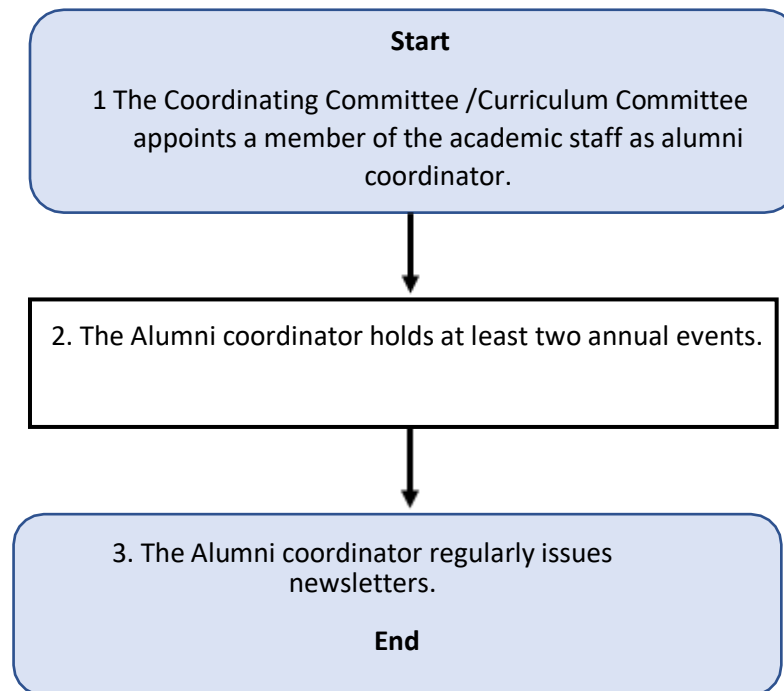 Start
1 The Coordinating Committee /Curriculum Committee
appoints a member of the academic staff as alumni
coordinator.
2. The Alumni coordinator holds at least two annual events.
3. The Alumni coordinator regularly issues
newsletters.
End